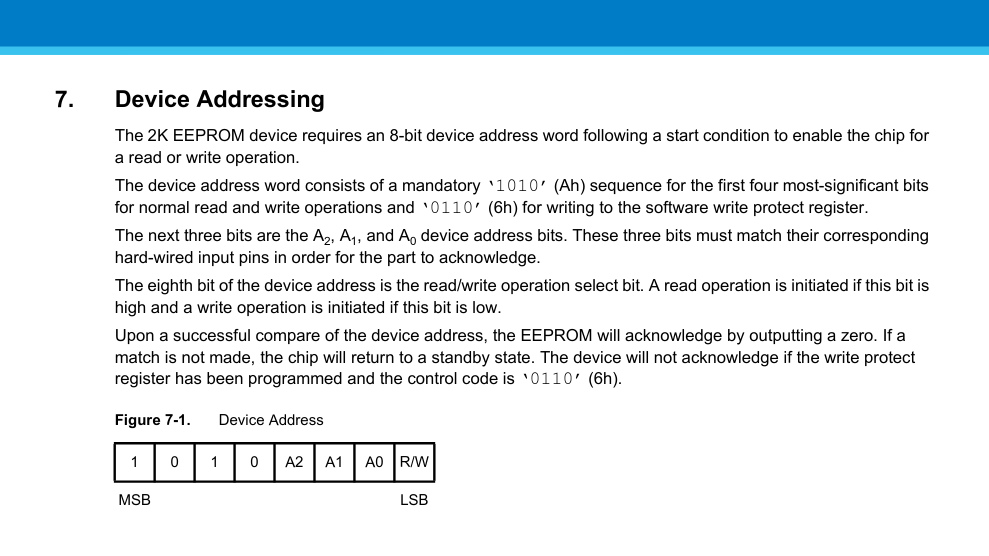 7. Device Addressing
The 2K EEPROM device requires an 8-bit device address word following a start condition to enable the chip for
a read or write operation.
The device address word consists of a mandatory ‘1010’ (Ah) sequence for the first four most-significant bits
for normal read and write operations and ‘0110’ (6h) for writing to the software write protect register.
The next three bits are the A2, A1, and A0 device address bits. These three bits must match their corresponding
hard-wired input pins in order for the part to acknowledge.
The eighth bit of the device address is the read/write operation select bit. A read operation is initiated if this bit is
high and a write operation is initiated if this bit is low.
Upon a successful compare of the device address, the EEPROM will acknowledge by outputting a zero. If a
match is not made, the chip will return to a standby state. The device will not acknowledge if the write protect
register has been programmed and the control code is ‘0110’ (6h).
Figure 7-1. Device Address
1 0 1 0 A2 A1 A0 R/W
MSB LSB